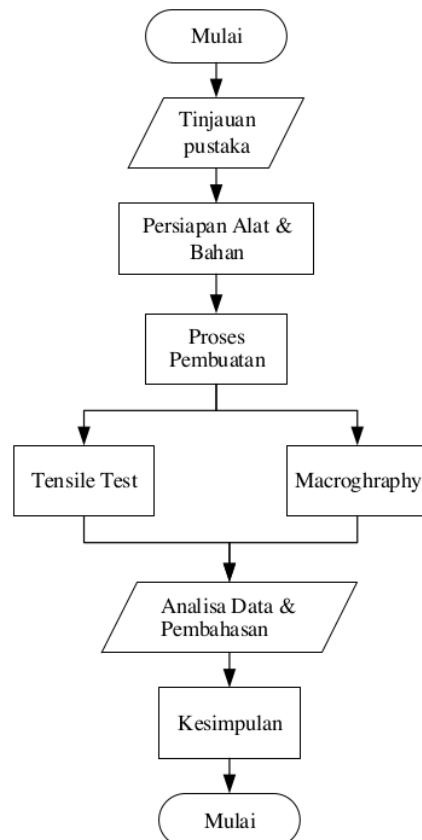 Mulai
Tinjauan
pustaka
Persiapan Alat &
Bahan
Proses
Pembuatan
Tensile Test
Macroghraphy
Analisa Data &
Pembahasan
Kesimpulan
Mulai